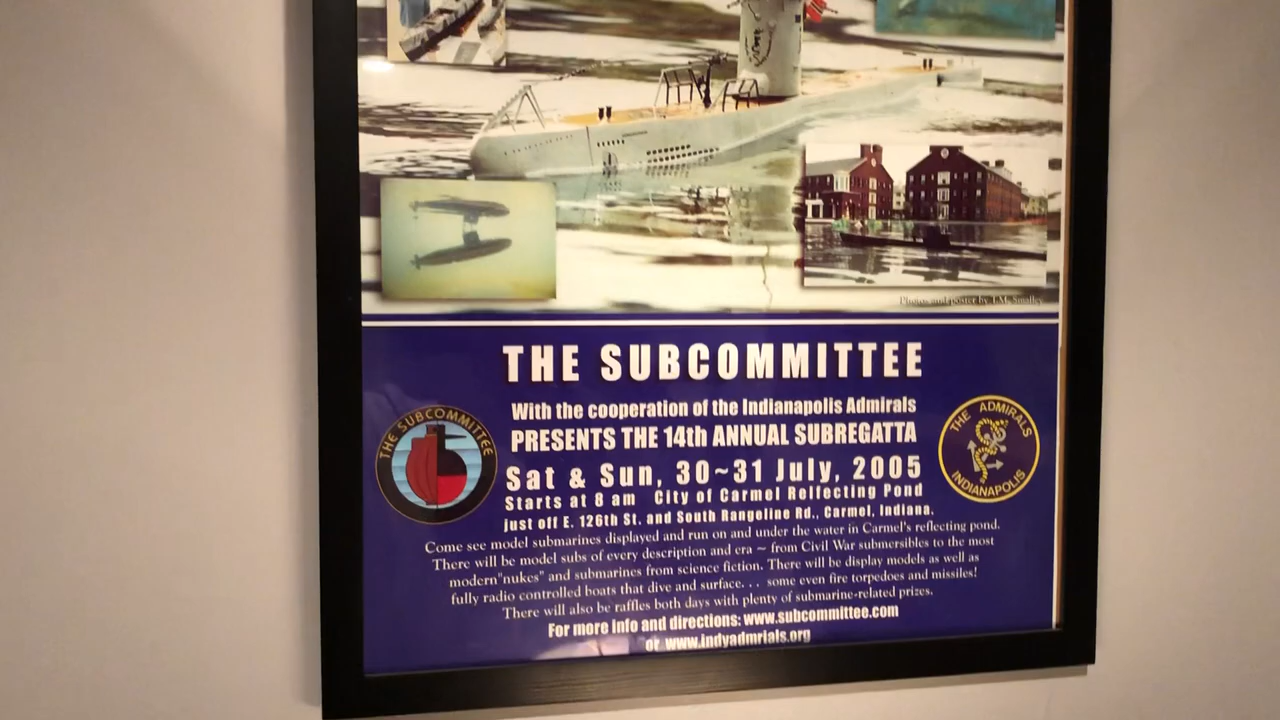 Photos and poster by T.M. Smalley
THE SUBCOMMITTEE
With the cooperation of the Indianapolis Admirals
PRESENTS THE 14th ANNUAL SUBREGATTA
Sat & Sun, 30~31 July, 2005
Starts at 8 am City of Carmel Relfecting Pond
just off E. 126th St. and South Rangeline Rd., Carmel, Indiana.
THE SUBCOMMITTEE
THE ADMIRALS
INDIANAPOLIS
Come see model submarines displayed and run on and under the water in Carmel's reflecting pond.
There will be model subs of every description and era ~ from Civil War submersibles to the most
modern"nukes" and submarines from science fiction. There will be display models as well as
fully radio controlled boats that dive and surface. . . some even fire torpedoes and missiles!
There will also be raffles both days with plenty of submarine-related prizes.
For more info and directions: www.subcommittee.com
or www.indyadmrials.org